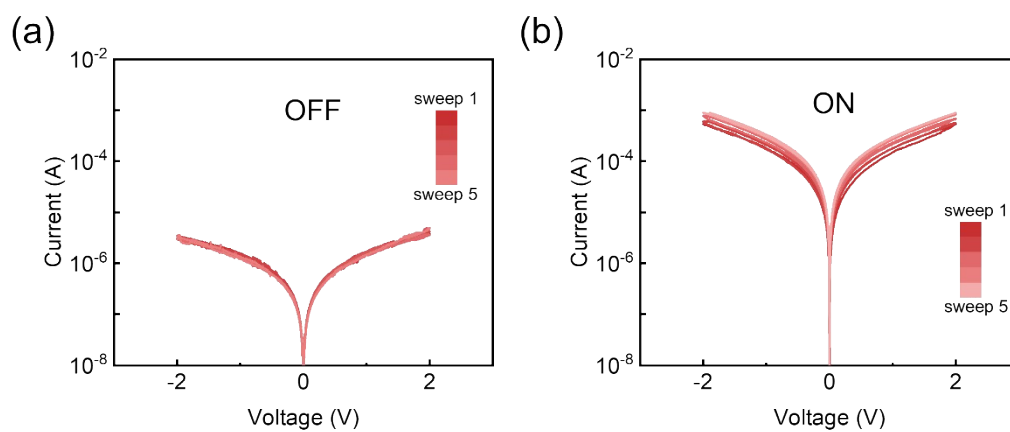 (a)
OFF
sweep 1
sweep 5
Current (A)
10⁻²
10⁻⁴
10⁻⁶
10⁻⁸
-2
0
2
Voltage (V)
(b)
ON
sweep 1
sweep 5
Current (A)
10⁻²
10⁻⁴
10⁻⁶
10⁻⁸
-2
0
2
Voltage (V)